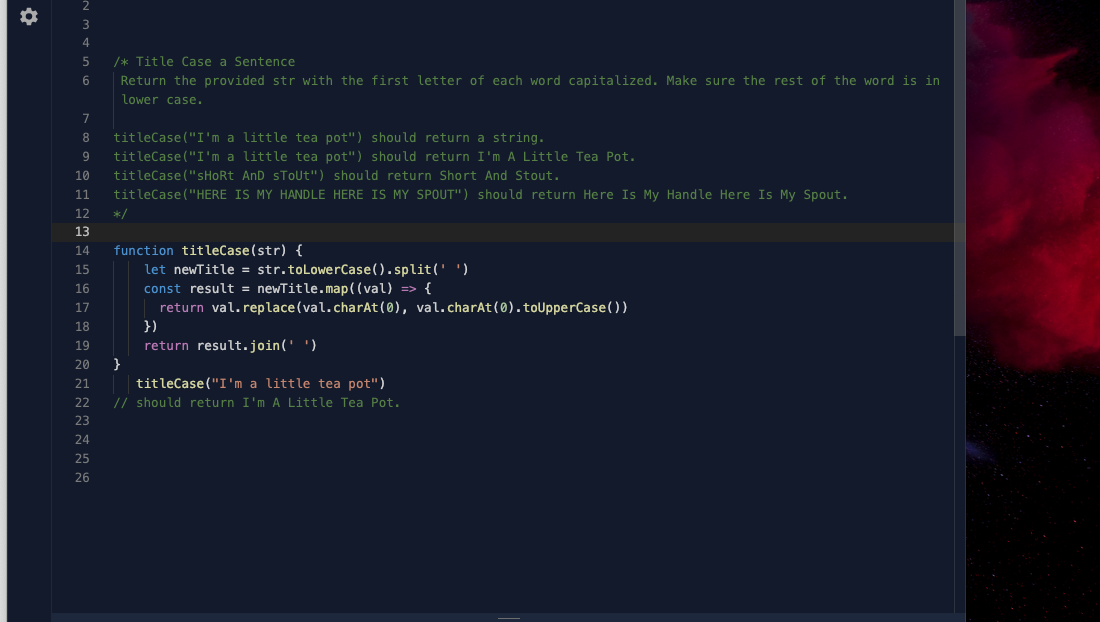 2
3
4
5 /* Title Case a Sentence
6 Return the provided str with the first letter of each word capitalized. Make sure the rest of the word is in
lower case.
7
8 titleCase("I'm a little tea pot") should return a string.
9 titleCase("I'm a little tea pot") should return I'm A Little Tea Pot.
10 titleCase("sHoRt AnD sToUt") should return Short And Stout.
11 titleCase("HERE IS MY HANDLE HERE IS MY SPOUT") should return Here Is My Handle Here Is My Spout.
12 */
13
14 function titleCase(str) {
15 let newTitle = str.toLowerCase().split(' ')
16 const result = newTitle.map((val) => {
17 return val.replace(val.charAt(0), val.charAt(0).toUpperCase())
18 })
19 return result.join(' ')
20 }
21 titleCase("I'm a little tea pot")
22 // should return I'm A Little Tea Pot.
23
24
25
26